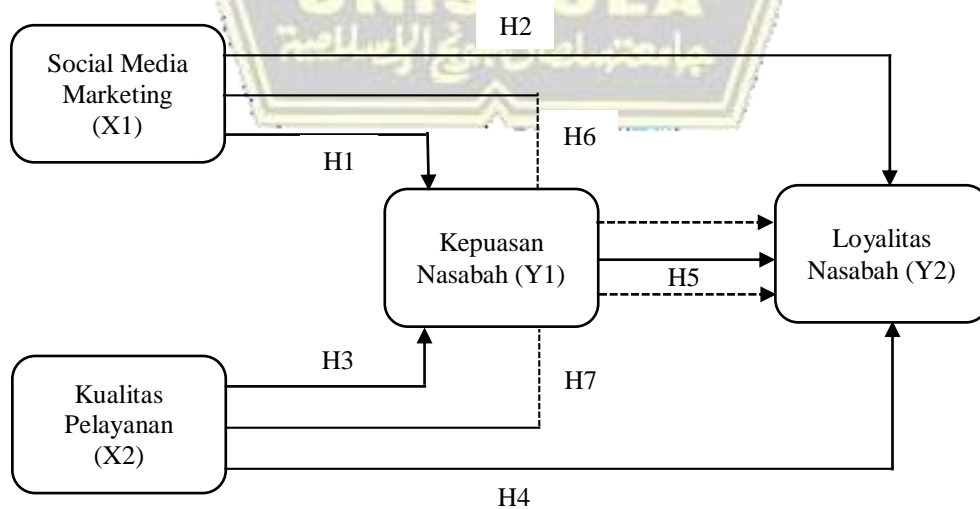 H2
Social Media
Marketing
(X1)
H6
H1
Kepuasan
Nasabah (Y1)
Loyalitas
Nasabah (Y2)
H5
H3
H7
Kualitas
Pelayanan
(X2)
H4